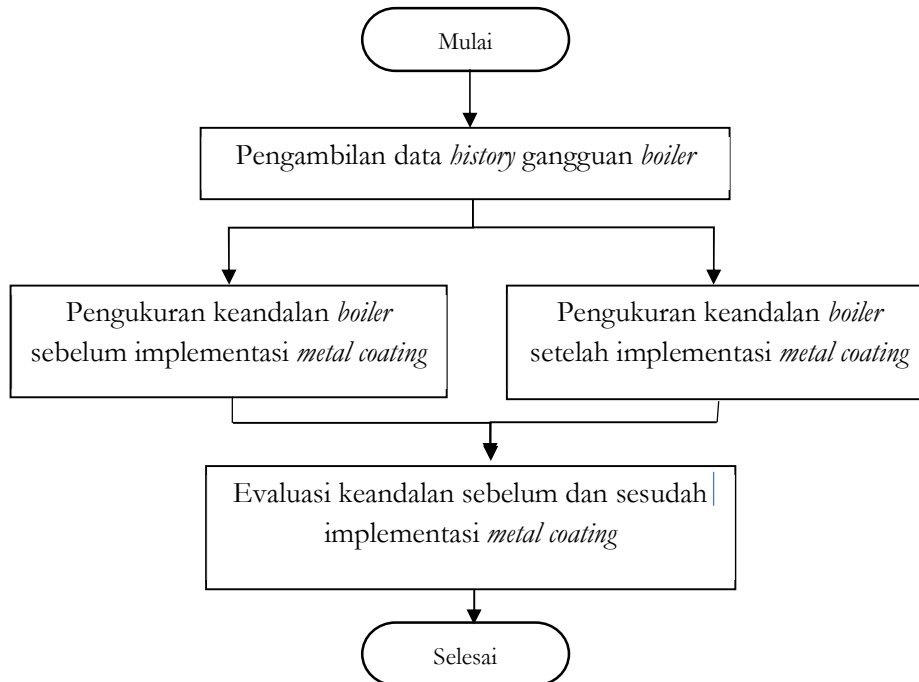 Mulai
Pengambilan data history gangguan boiler
Pengukuran keandalan boiler
sebelum implementasi metal coating
Pengukuran keandalan boiler
setelah implementasi metal coating
Evaluasi keandalan sebelum dan sesudah
implementasi metal coating
Selesai